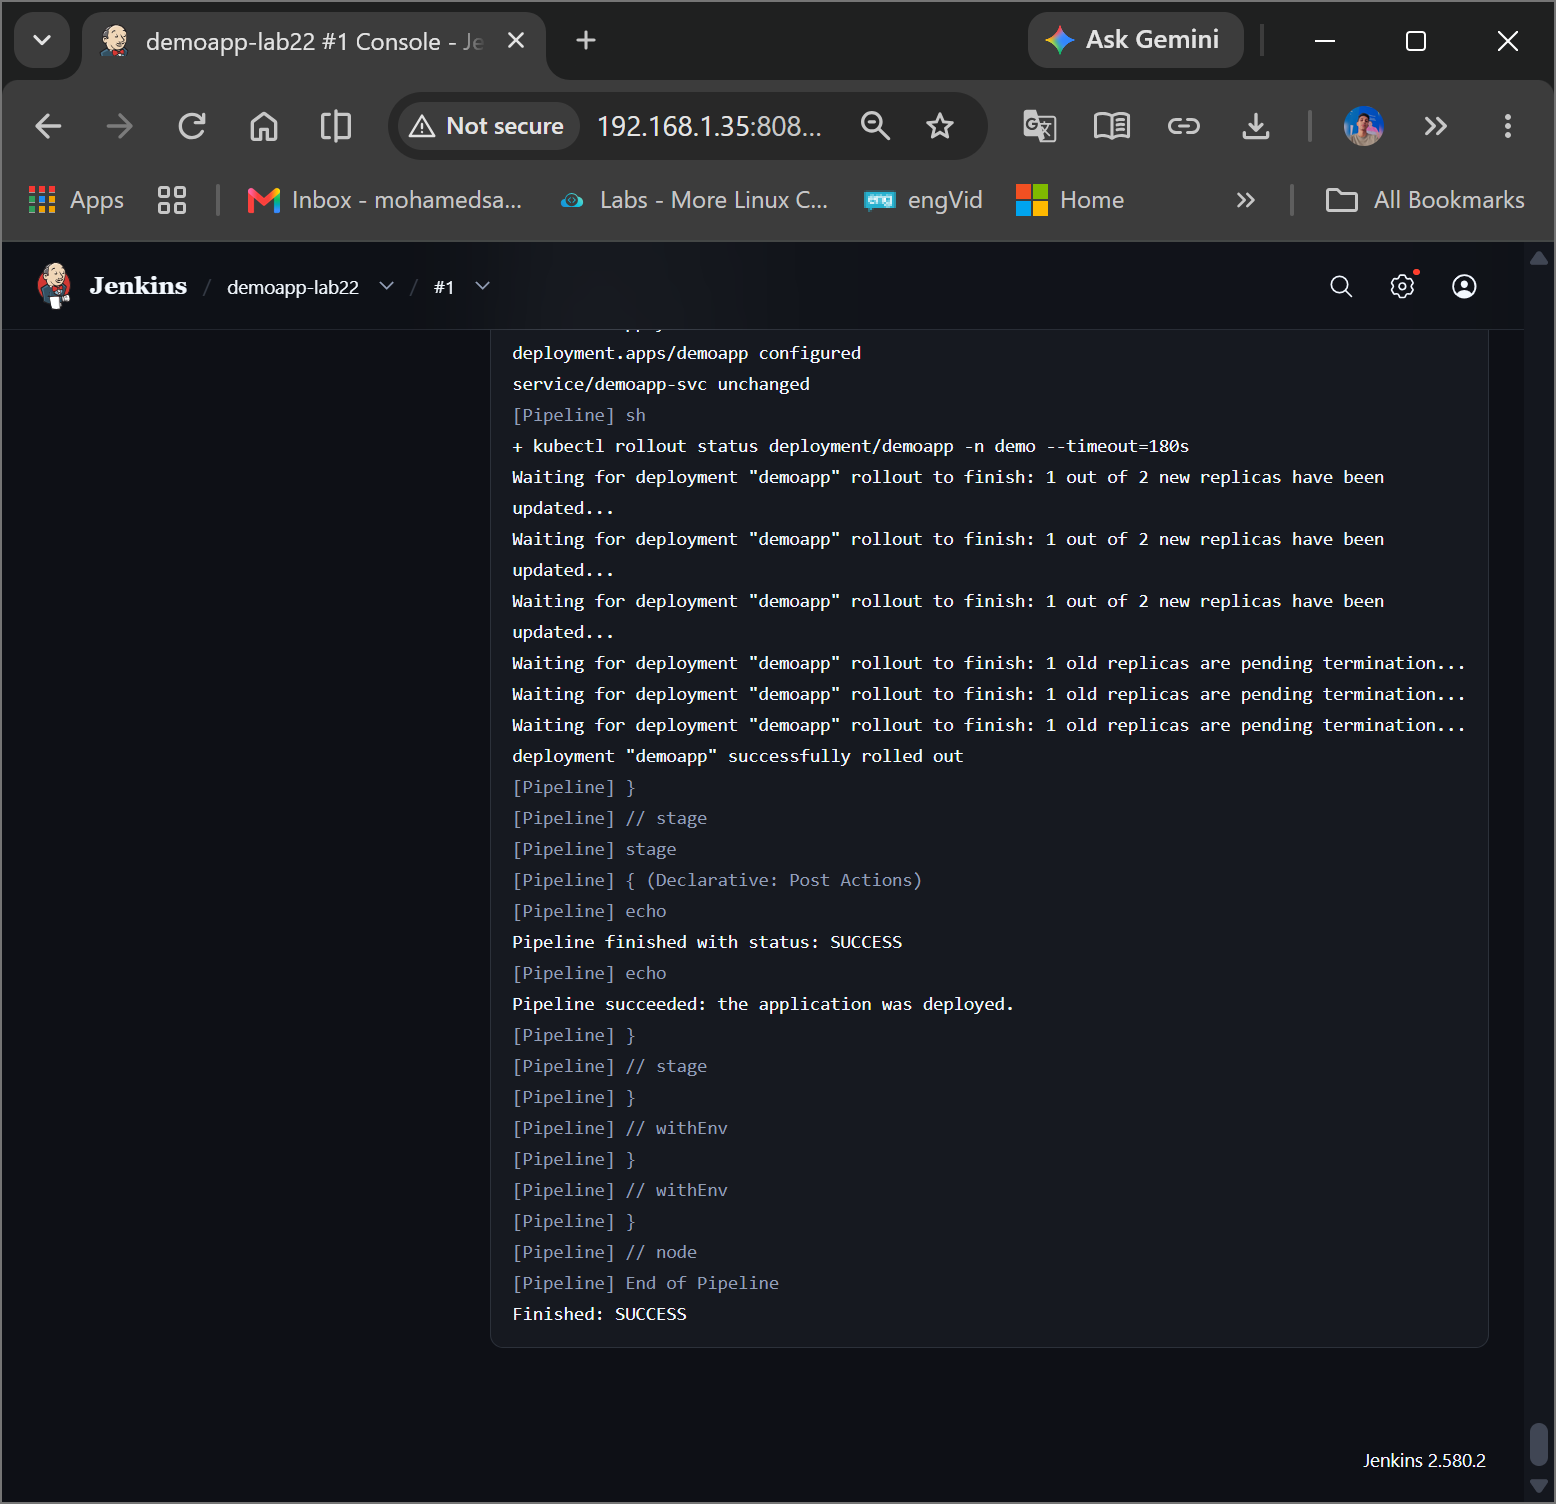 demoapp-lab22 #1 Console - Je
Ask Gemini
Not secure
192.168.1.35:808...
Apps
Inbox - mohamedsa...
Labs - More Linux C...
engVid
Home
All Bookmarks
Jenkins / demoapp-lab22 / #1
deployment.apps/demoapp configured
service/demoapp-svc unchanged
[Pipeline] sh
+ kubectl rollout status deployment/demoapp -n demo --timeout=180s
Waiting for deployment "demoapp" rollout to finish: 1 out of 2 new replicas have been
updated...
Waiting for deployment "demoapp" rollout to finish: 1 out of 2 new replicas have been
updated...
Waiting for deployment "demoapp" rollout to finish: 1 out of 2 new replicas have been
updated...
Waiting for deployment "demoapp" rollout to finish: 1 old replicas are pending termination...
Waiting for deployment "demoapp" rollout to finish: 1 old replicas are pending termination...
Waiting for deployment "demoapp" rollout to finish: 1 old replicas are pending termination...
deployment "demoapp" successfully rolled out
[Pipeline] }
[Pipeline] // stage
[Pipeline] stage
[Pipeline] { (Declarative: Post Actions)
[Pipeline] echo
Pipeline finished with status: SUCCESS
[Pipeline] echo
Pipeline succeeded: the application was deployed.
[Pipeline] }
[Pipeline] // stage
[Pipeline] }
[Pipeline] // withEnv
[Pipeline] }
[Pipeline] // withEnv
[Pipeline] }
[Pipeline] // node
[Pipeline] End of Pipeline
Finished: SUCCESS
Jenkins 2.580.2